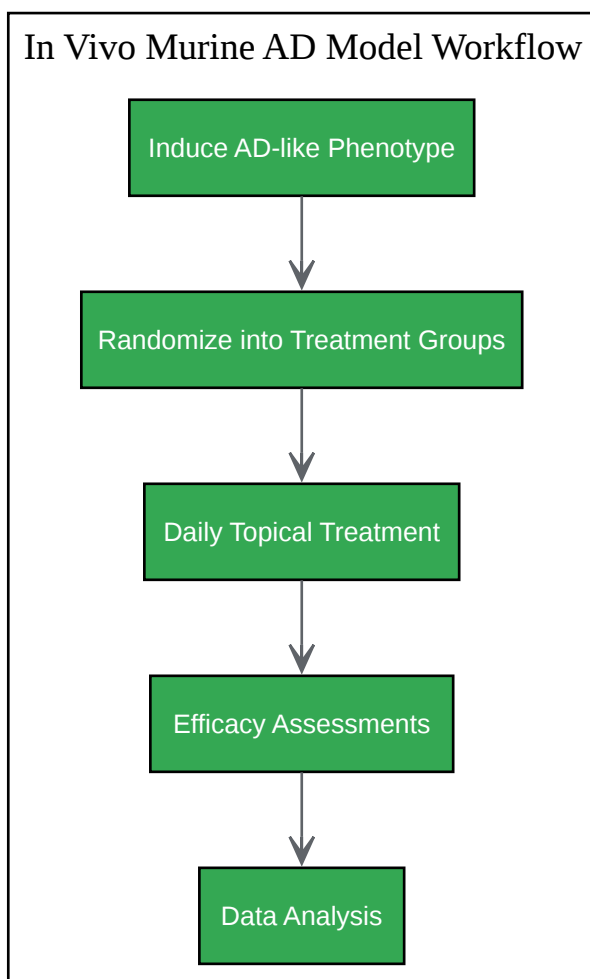 In Vivo Murine AD Model Workflow
Induce AD-like Phenotype
Randomize into Treatment Groups
Daily Topical Treatment
Efficacy Assessments
Data Analysis